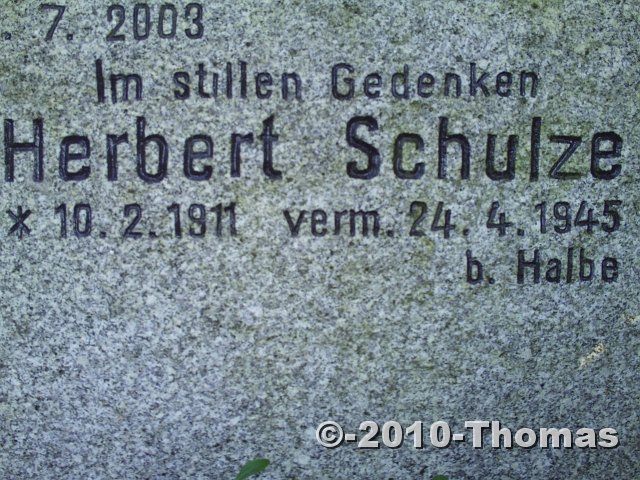 . 7. 2003
Im stillen Gedenken
Herbert Schulze
* 10. 2. 1911 verm. 24. 4. 1945
b. Halbe
©-2010-Thomas